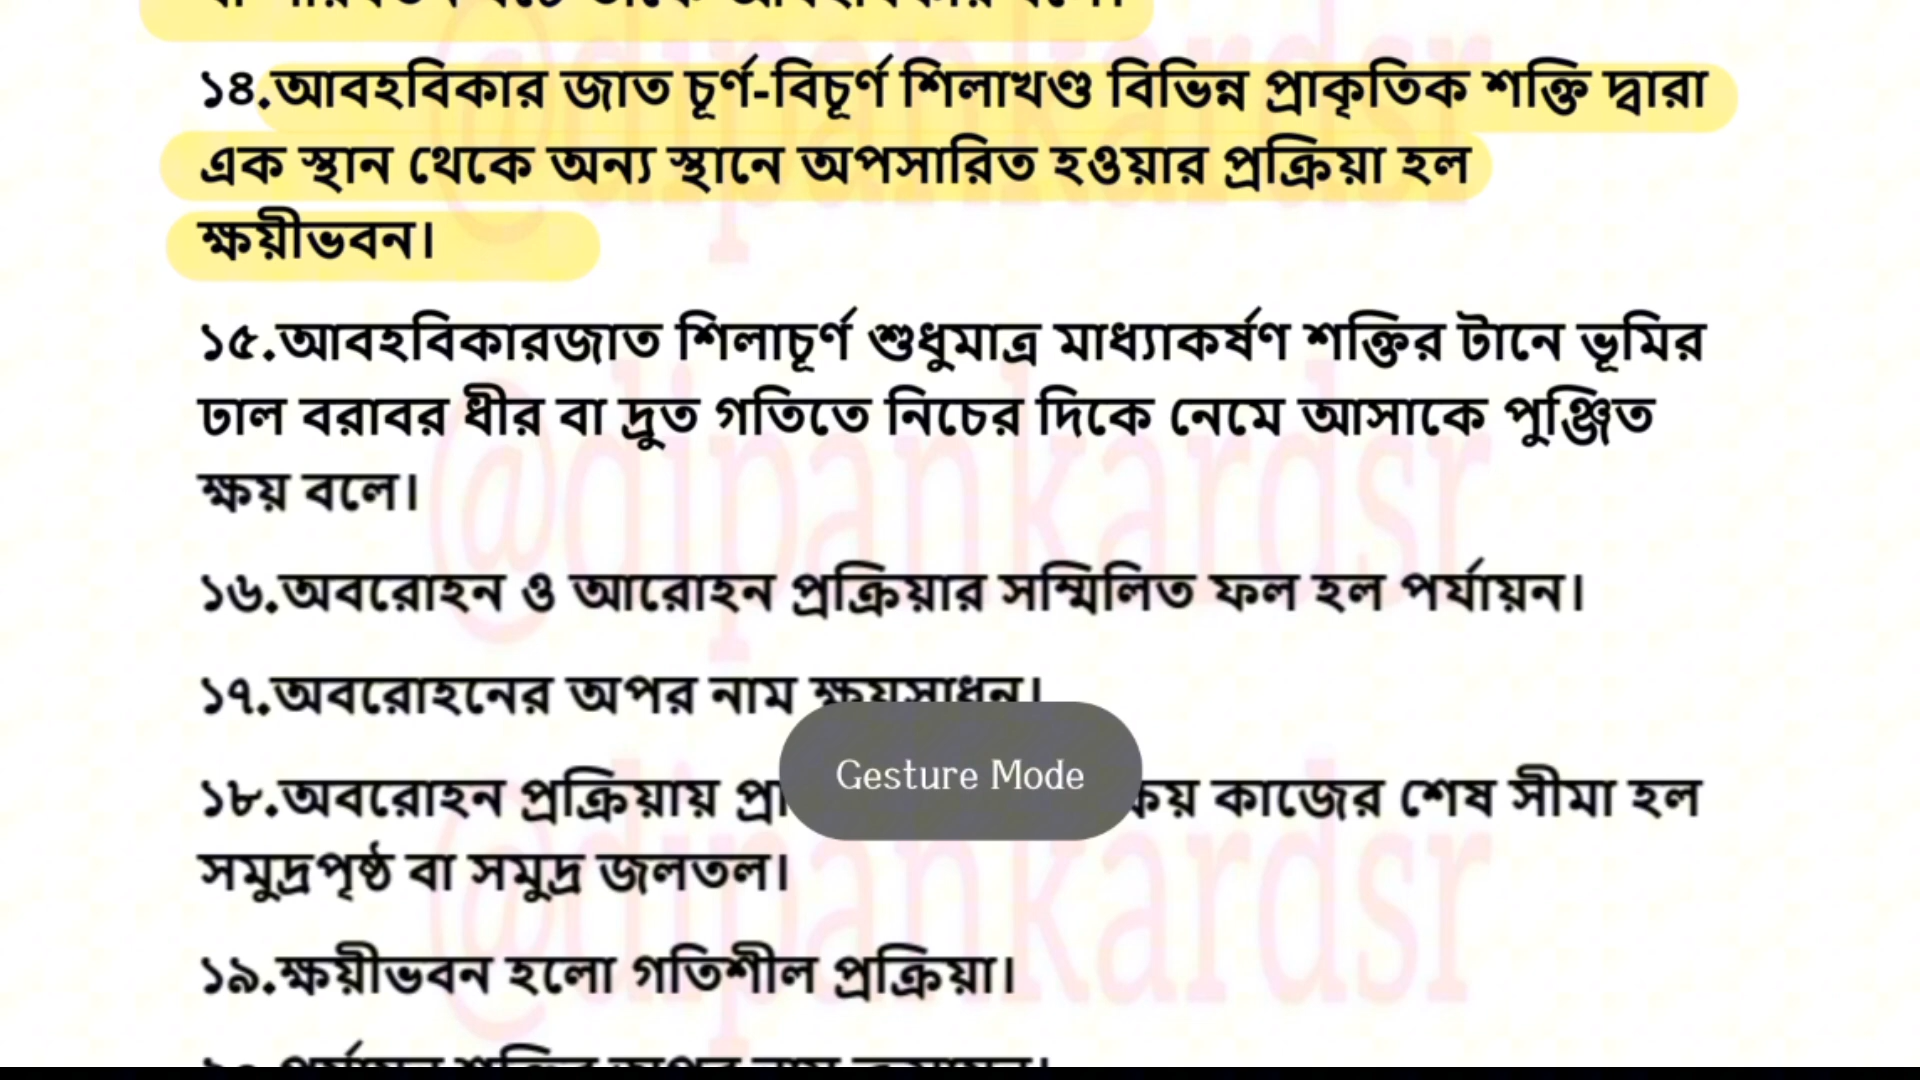 ১৪.আবহবিকার জাত চূর্ণ-বিচূর্ণ শিলাখণ্ড বিভিন্ন প্রাকৃতিক শক্তি দ্বারা
এক স্থান থেকে অন্য স্থানে অপসারিত হওয়ার প্রক্রিয়া হল
ক্ষয়ীভবন।
১৫.আবহবিকারজাত শিলাচূর্ণ শুধুমাত্র মাধ্যাকর্ষণ শক্তির টানে ভূমির
ঢাল বরাবর ধীর বা দ্রুত গতিতে নিচের দিকে নেমে আসাকে পুঞ্জিত
ক্ষয় বলে।
@dipankardsr
১৬.অবরোহন ও আরোহন প্রক্রিয়ার সম্মিলিত ফল হল পর্যায়ন।
১৭.অবরোহনের অপর নাম ক্ষয়সাধন।
Gesture Mode
১৮.অবরোহন প্রক্রিয়ায় কাজের শেষ সীমা হল
সমুদ্রপৃষ্ঠ বা সমুদ্র জলতল।
@dipankardsr
১৯.ক্ষয়ীভবন হলো গতিশীল প্রক্রিয়া।